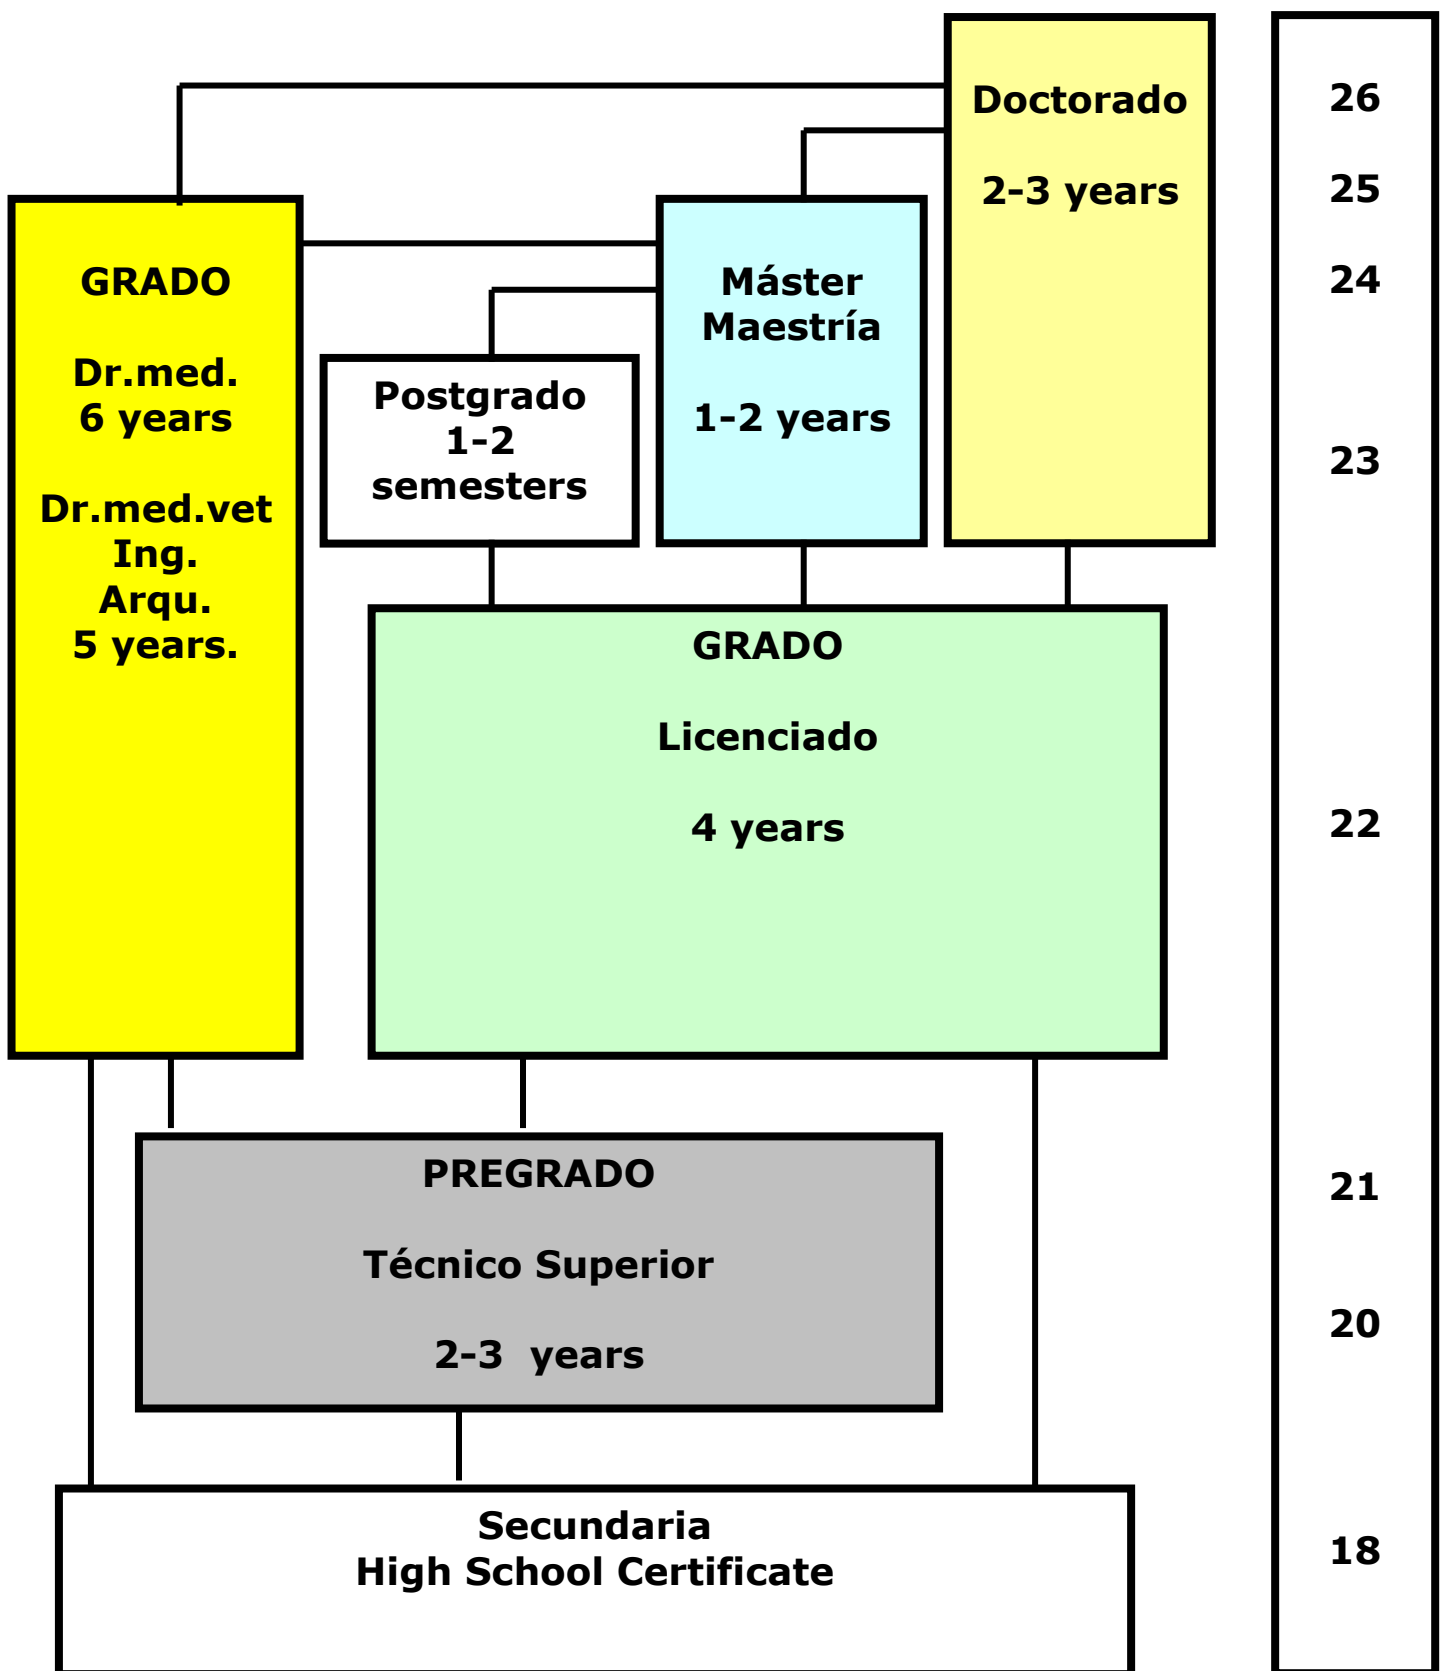 Doctorado
2-3 years
GRADO
Dr.med.
6 years
Dr.med.vet
Ing.
Arqu.
5 years.
Máster
Maestría
1-2 years
Postgrado
1-2
semesters
GRADO
Licenciado
4 years
PREGRADO
Técnico Superior
2-3  years
Secundaria
High School Certificate
26
25
24
23
22
21
20
18